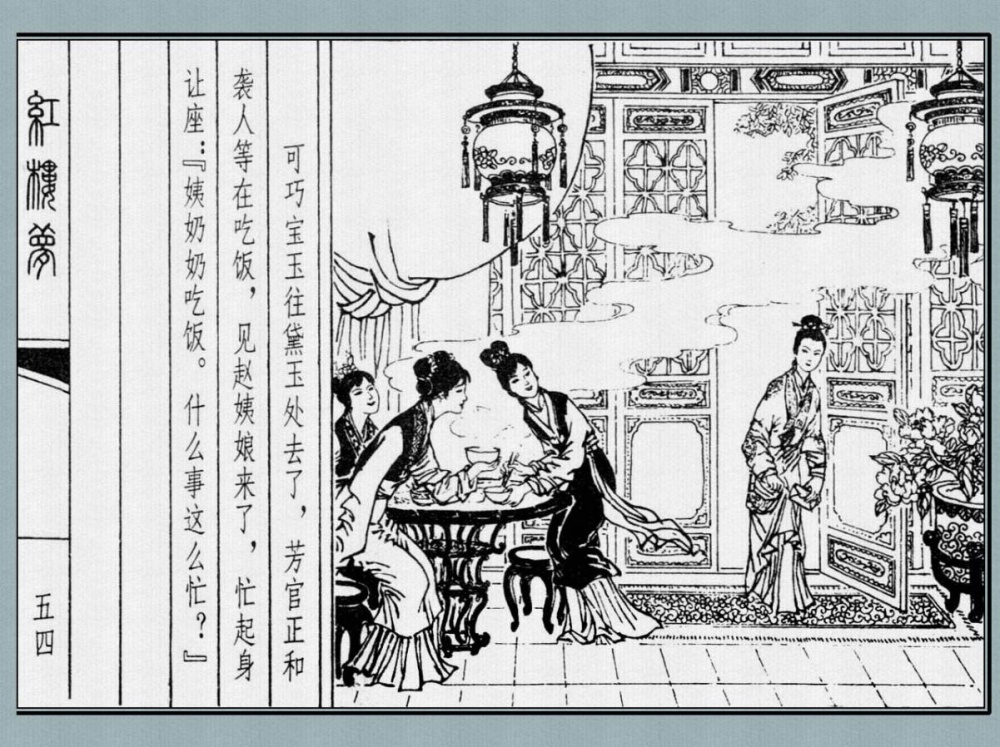 可巧宝玉往黛玉处去了，芳官正和
袭人等在吃饭，见赵姨娘来了，忙起身
让座：『姨奶奶吃饭。什么事这么忙？』
紅樓夢
五四